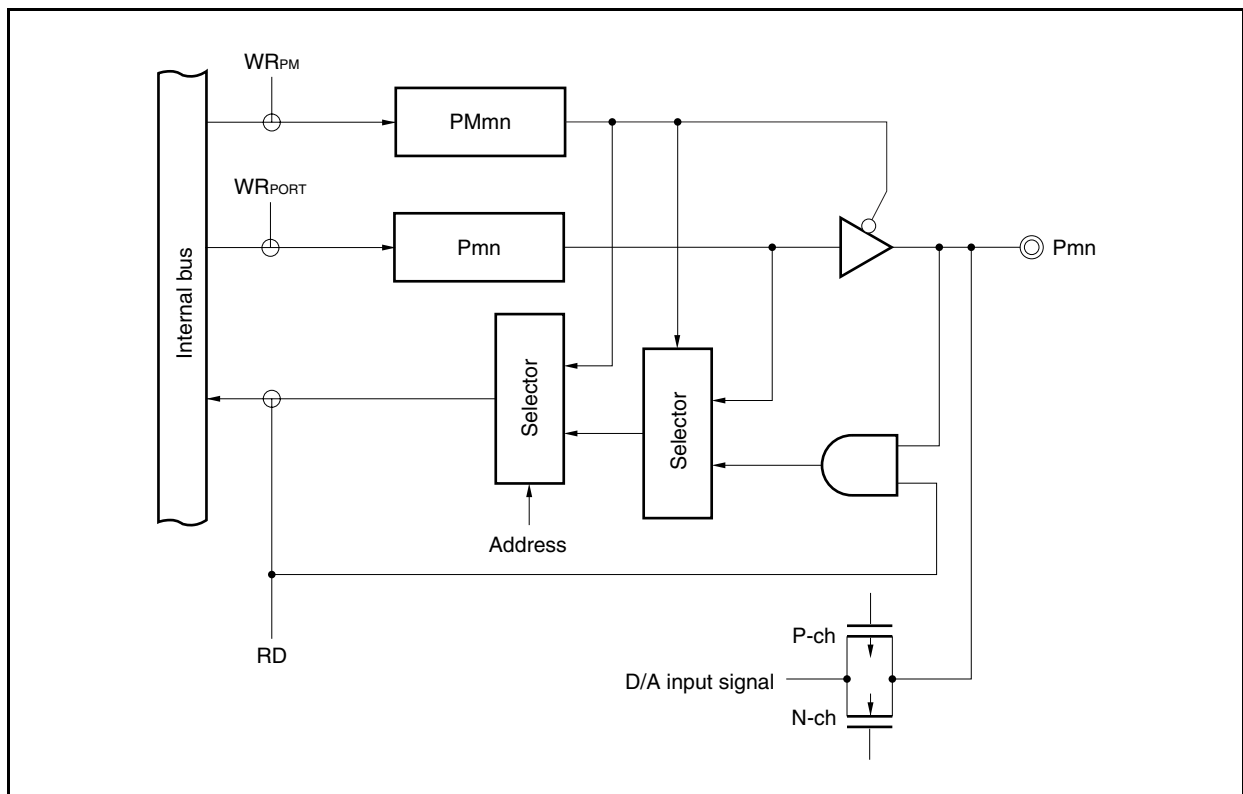 WRPM
PMmn
WRPORT
Pmn
Pmn
Internal bus
Selector
Selector
Address
RD
P-ch
D/A input signal
N-ch